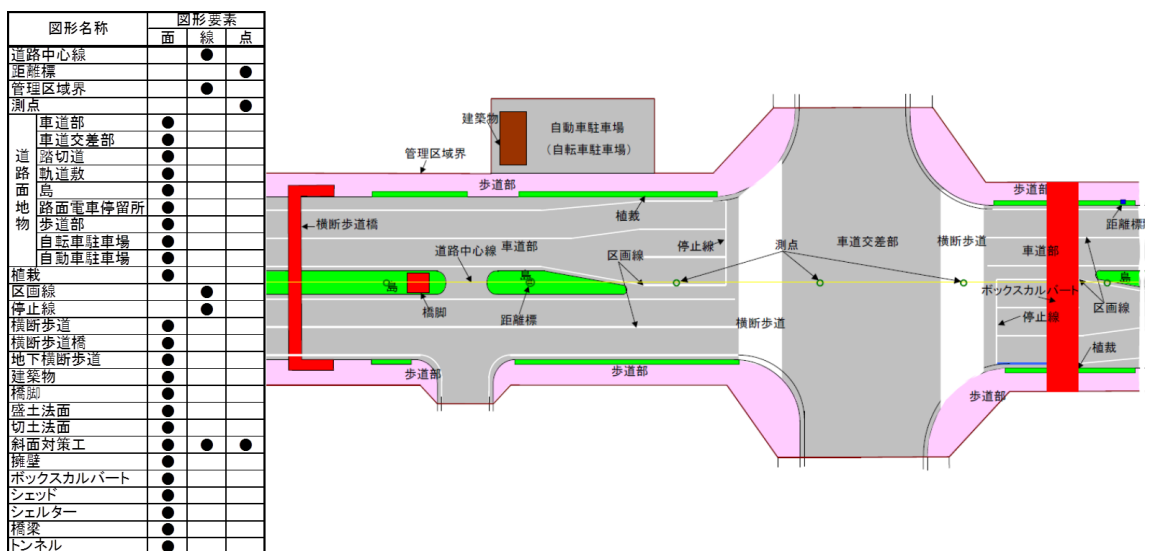 図形名称 図形要素
面 線 点
道路中心線 ●
距離標 ●
管理区域界 ●
測点 ●
道路面地物
車道部 ●
車道交差部 ●
踏切道 ●
軌道敷 ●
島 ●
路面電車停留所 ●
歩道部 ●
自転車駐車場 ●
自動車駐車場 ●
植栽 ●
区画線 ●
停止線 ●
横断歩道 ●
横断歩道橋 ●
地下横断歩道 ●
建築物 ●
橋脚 ●
盛土法面 ●
切土法面 ●
斜面対策工 ● ● ●
擁壁 ●
ボックスカルバート ●
シェッド ●
シェルター ●
橋梁 ●
トンネル ●
建築物
自動車駐車場
（自転車駐車場）
管理区域界
歩道部
歩道部
植栽
距離標
横断歩道橋
道路中心線
車道部
区画線
停止線
測点
車道交差部
横断歩道
車道部
島
島
島
橋脚
距離標
ボックスカルバート
区画線
停止線
横断歩道
植栽
歩道部
歩道部
歩道部